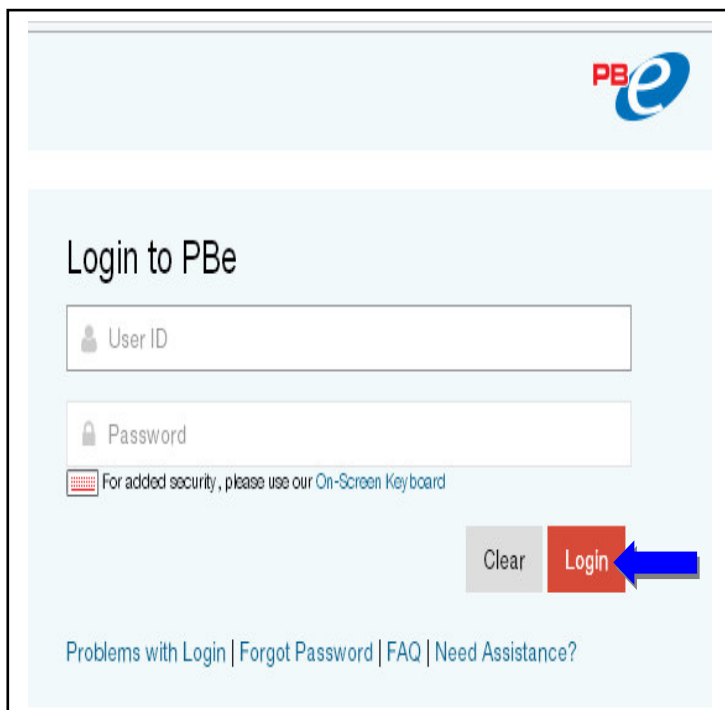 PBe
Login to PBe
User ID
Password
For added security, please use our On-Screen Keyboard
Clear
Login
Problems with Login | Forgot Password | FAQ | Need Assistance?